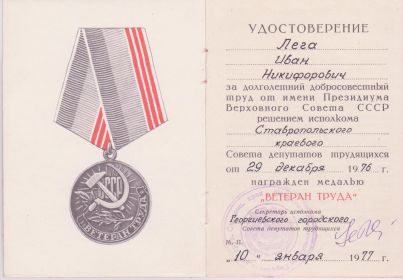 СССР
ВЕТЕРАН ТРУДА
УДОСТОВЕРЕНИЕ
Лега
Иван
Никифорович
за долголетний добросовестный
труд от имени Президиума
Верховного Совета СССР
решением исполкома
Ставропольского
краевого
Совета депутатов трудящихся
от 29 декабря 1976 г.
награжден медалью
"ВЕТЕРАН ТРУДА"
Секретарь исполкома
Георгиевского городского
Совета депутатов трудящихся
М. П.
"10" января 1977 г.